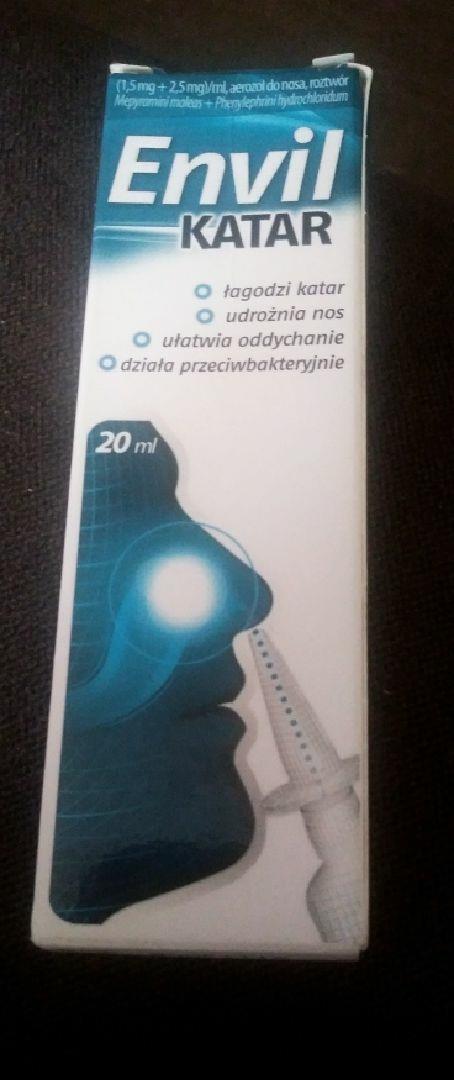 (1,5 mg + 2,5 mg)/ml, aerozol do nosa, roztwór
Mepyramini maleas + Phenylephrini hydrochloridum
Envil
KATAR
łagodzi katar
udrożnia nos
ułatwia oddychanie
działa przeciwbakteryjnie
20 ml